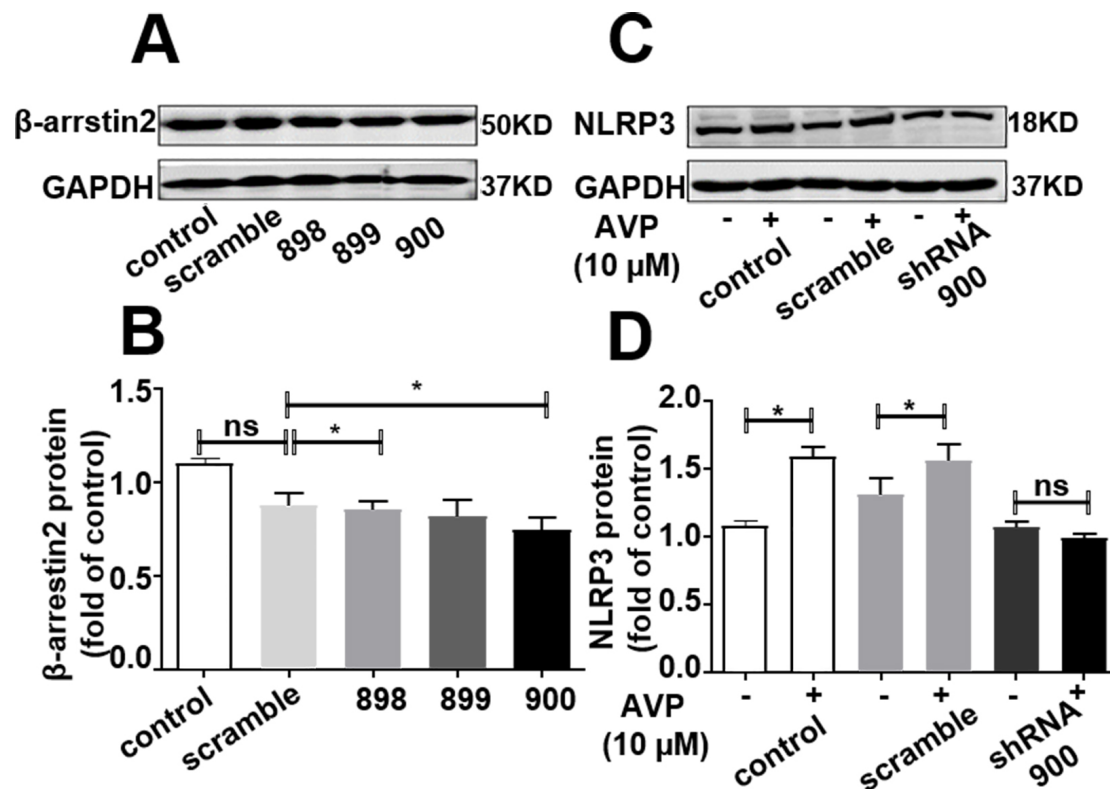 A
β-arrstin2
50KD
GAPDH
37KD
control
scramble
898
899
900
C
NLRP3
18KD
GAPDH
37KD
AVP
(10 µM)
- + - + - +
control
scramble
shRNA
900
B
β-arrestin2 protein
(fold of control)
1.5
1.0
0.5
0.0
ns
*
*
control
scramble
898
899
900
D
NLRP3 protein
(fold of control)
2.0
1.5
1.0
0.5
0.0
*
*
ns
AVP
(10 µM)
- + - + - +
control
scramble
shRNA
900